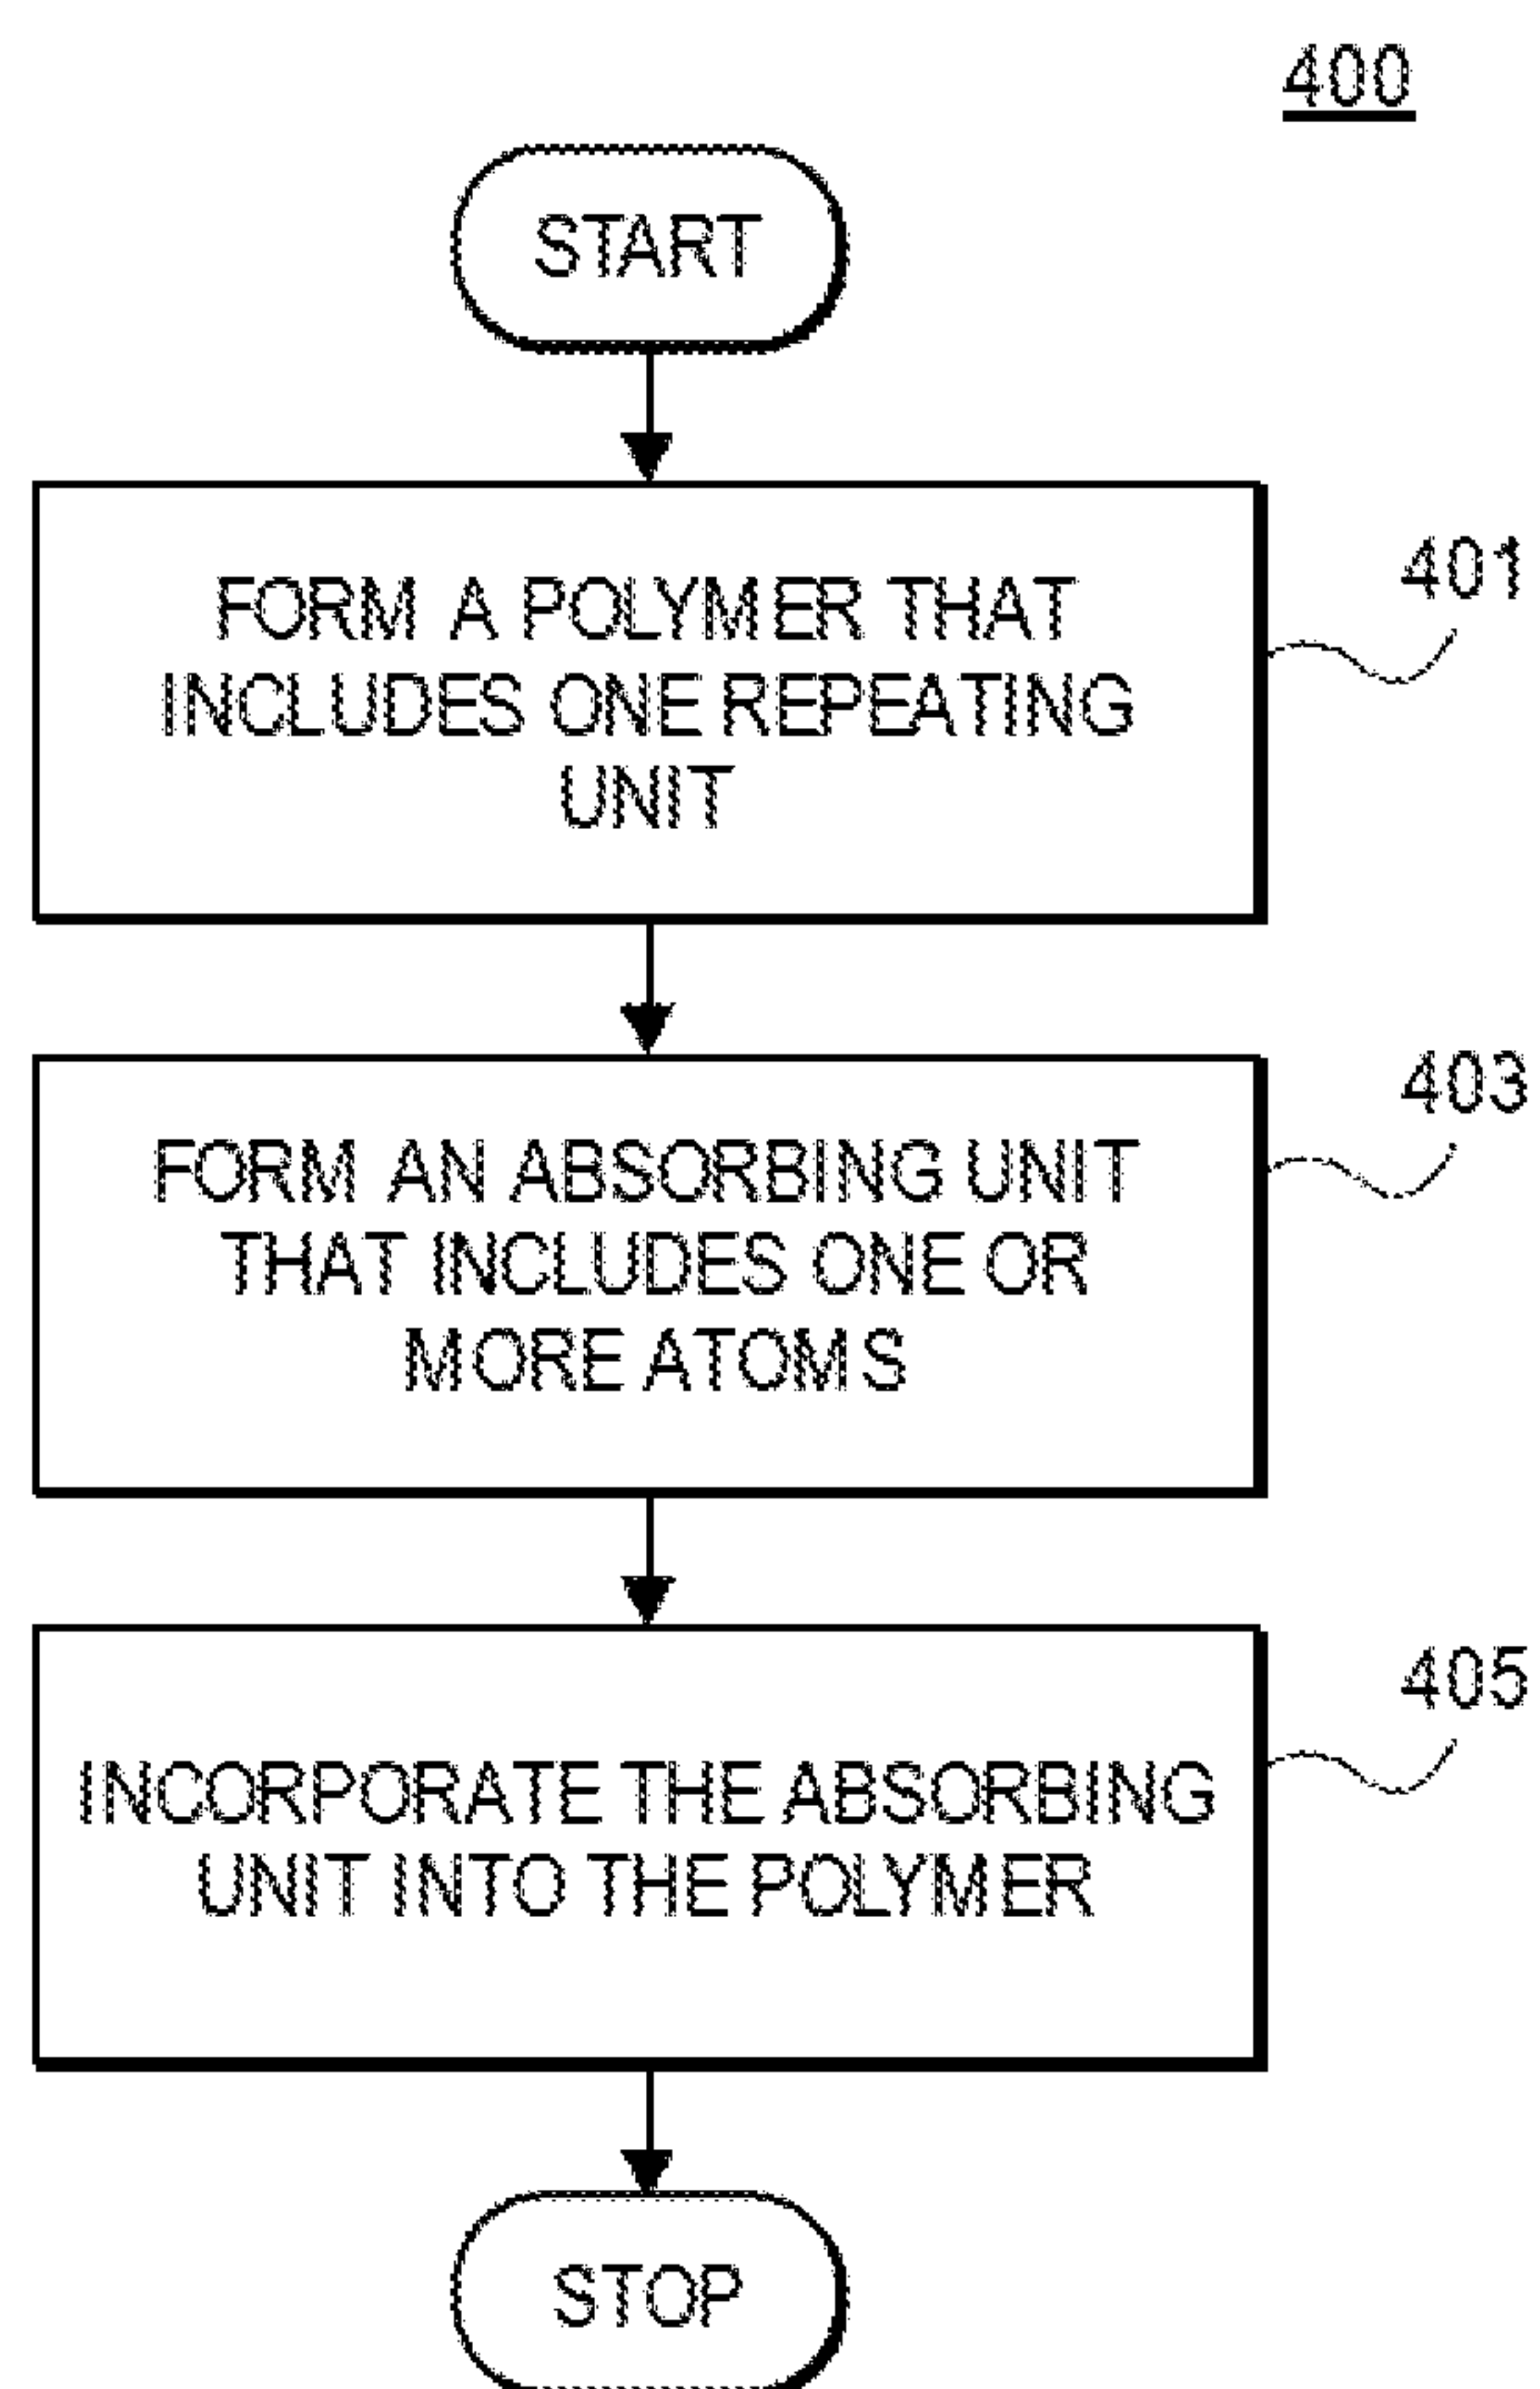 400
START
FORM A POLYMER THAT
INCLUDES ONE REPEATING
UNIT
401
FORM AN ABSORBING UNIT
THAT INCLUDES ONE OR
MORE ATOMS
403
INCORPORATE THE ABSORBING
UNIT INTO THE POLYMER
405
STOP